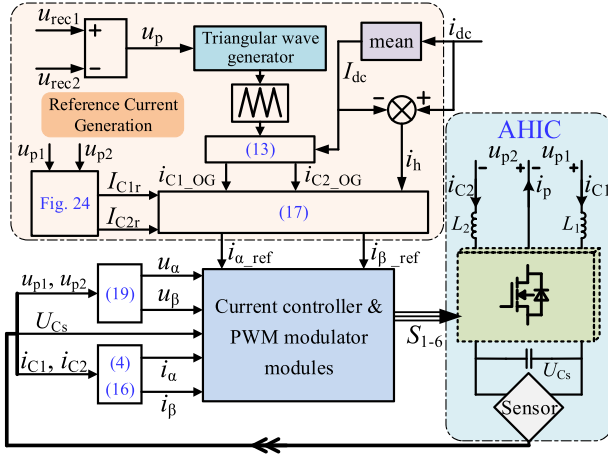 u_rec1
+
−
u_rec2
u_p
Triangular wave
generator
mean
i_dc
I_dc
−
+
Reference Current
Generation
(13)
u_p1
u_p2
i_C1_OG
i_C2_OG
i_h
Fig. 24
I_C1r
I_C2r
(17)
i_α_ref
i_β_ref
AHIC
u_p2
u_p1
−
+
−
+
i_C2
i_p
i_C1
L_2
L_1
u_p1, u_p2
(19)
u_α
u_β
U_Cs
i_C1, i_C2
(4)
(16)
i_α
i_β
Current controller &
PWM modulator
modules
S_1-6
U_Cs
Sensor